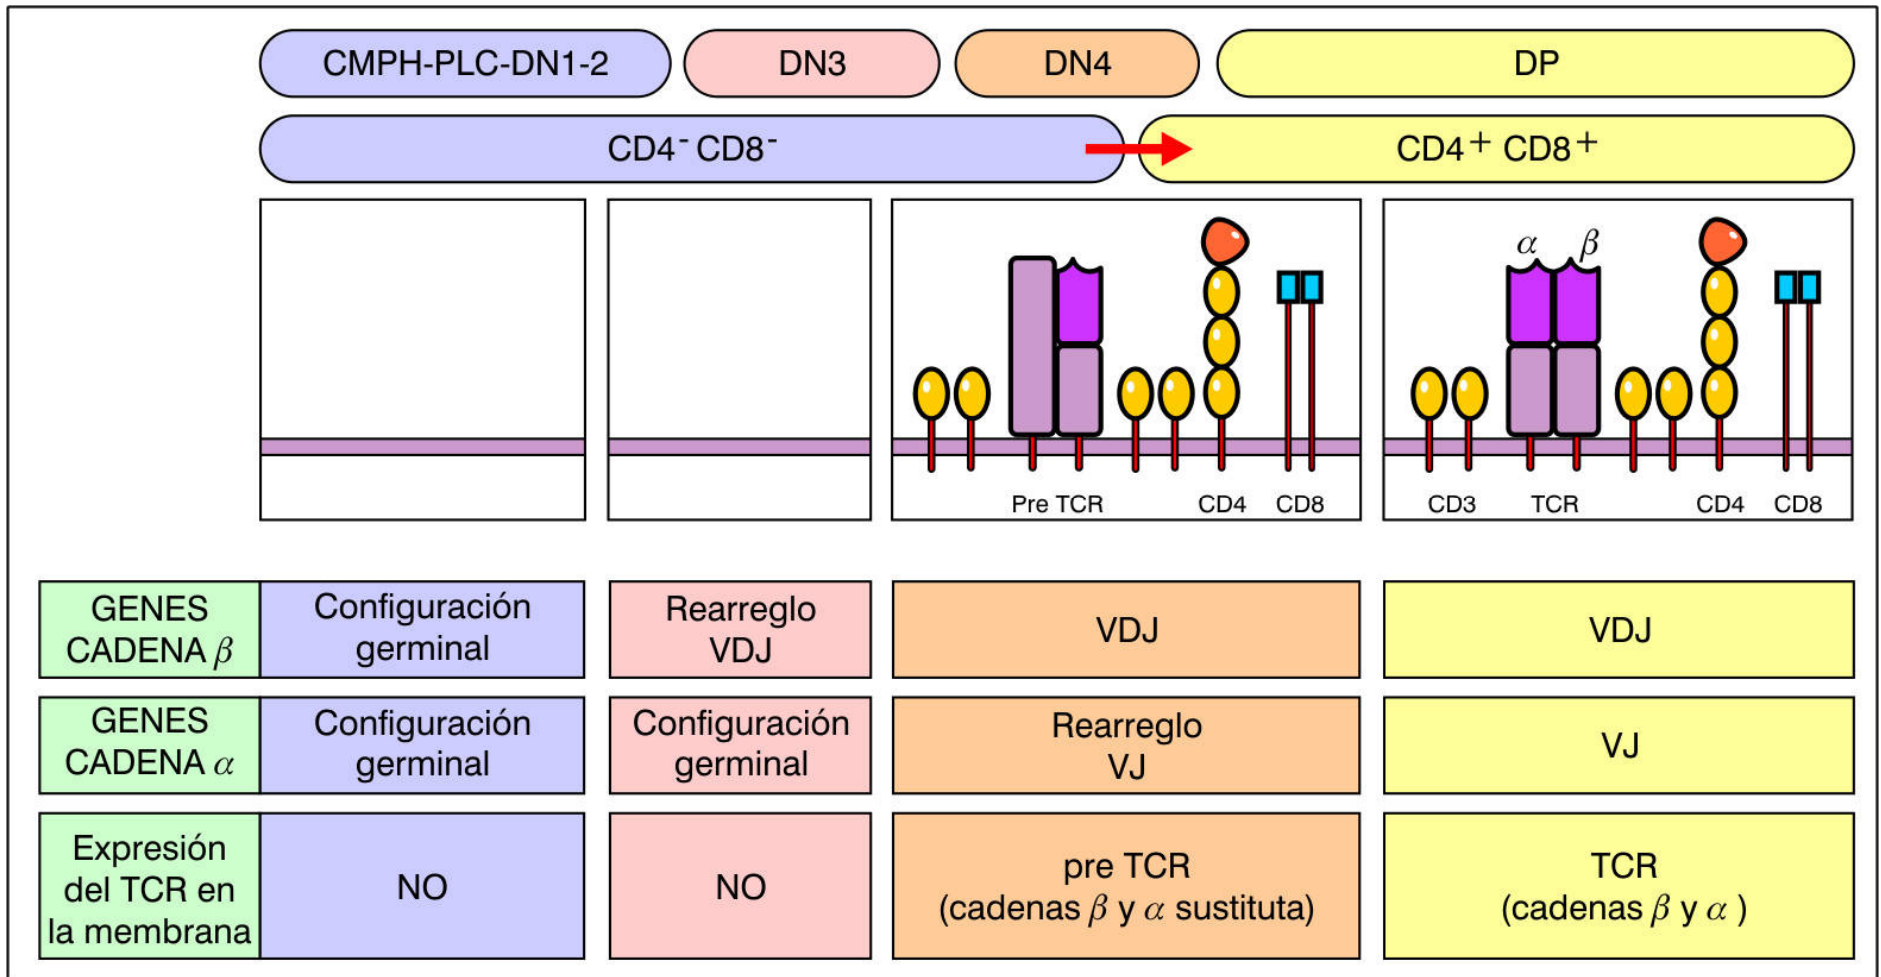 CMPH-PLC-DN1-2
DN3
DN4
DP
CD4⁻ CD8⁻
CD4⁺ CD8⁺
α β
Pre TCR CD4 CD8
CD3 TCR CD4 CD8
GENES
CADENA β
Configuración
germinal
Rearreglo
VDJ
VDJ
VDJ
GENES
CADENA α
Configuración
germinal
Configuración
germinal
Rearreglo
VJ
VJ
Expresión
del TCR en
la membrana
NO
NO
pre TCR
(cadenas β y α sustituta)
TCR
(cadenas β y α )